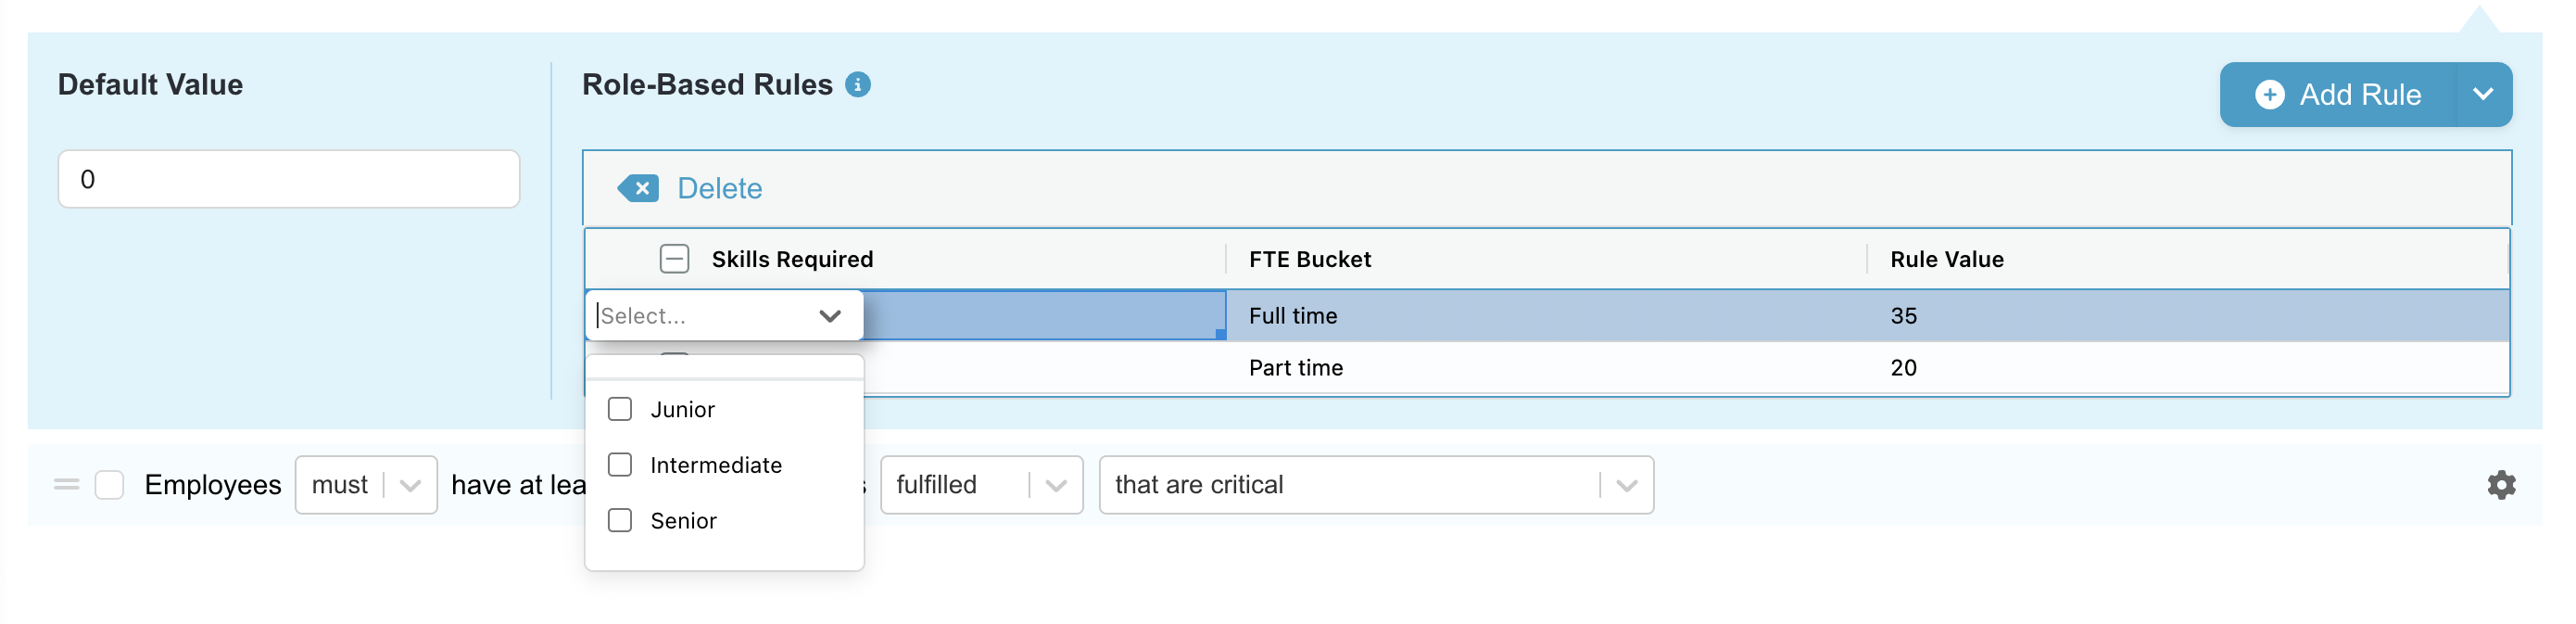 Default Value
Role-Based Rules
Add Rule
0
Delete
Skills Required FTE Bucket Rule Value
Select... Full time 35
Part time 20
Junior
Intermediate
Senior
Employees must have at lea fulfilled that are critical